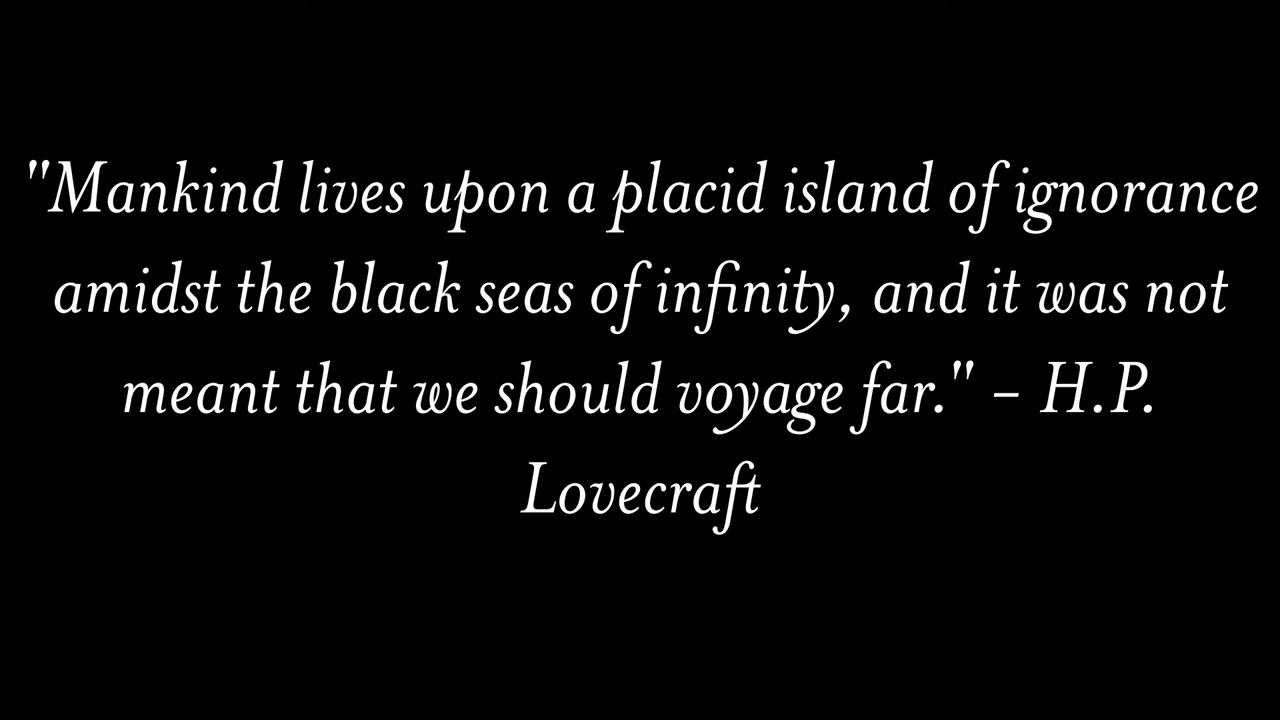 "Mankind lives upon a placid island of ignorance
amidst the black seas of infinity, and it was not
meant that we should voyage far." – H.P.
Lovecraft